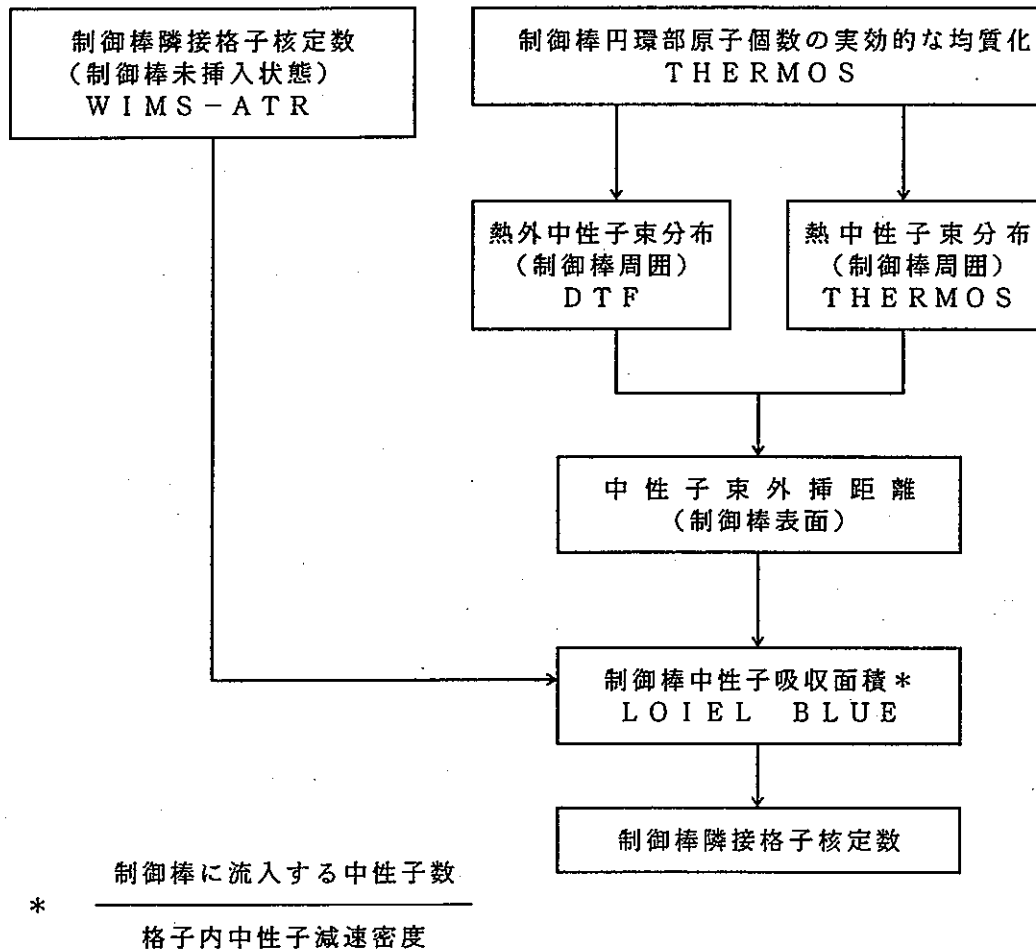 制御棒隣接格子核定数
(制御棒未挿入状態)
WIMS-ATR
制御棒円環部原子個数の実効的な均質化
THERMOS
熱外中性子束分布
(制御棒周囲)
DTF
熱中性子束分布
(制御棒周囲)
THERMOS
中性子束外挿距離
(制御棒表面)
制御棒中性子吸収面積*
LOIEL BLUE
制御棒隣接格子核定数
* 制御棒に流入する中性子数
格子内中性子減速密度